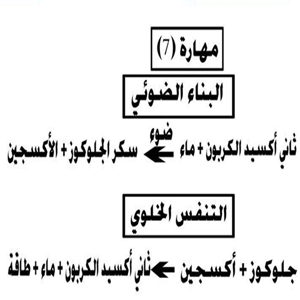 مهارة (7)
البناء الضوئي
ضوء
ثاني أكسيد الكربون + ماء ← سكر الجلوكوز + الأكسجين
التنفس الخلوي
جلوكوز + أكسجين ← ثاني أكسيد الكربون + ماء + طاقة